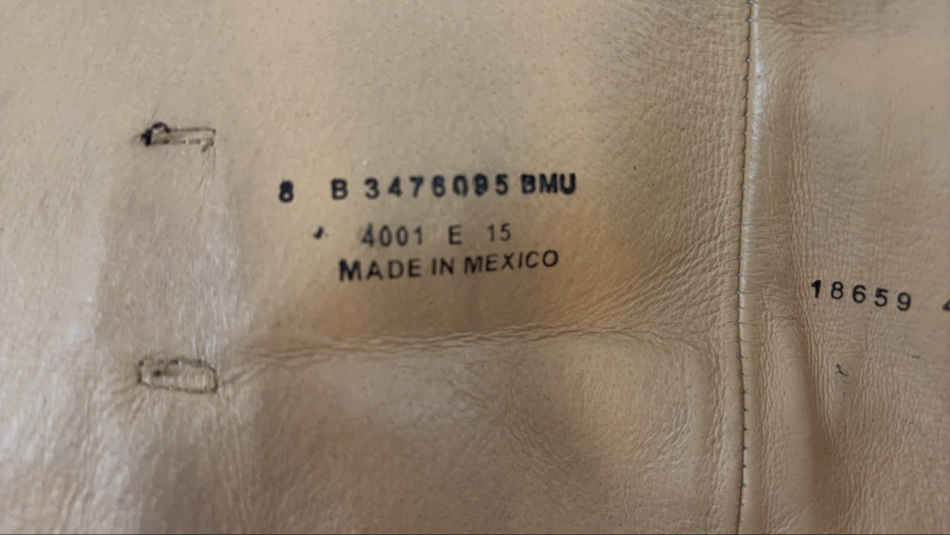 8 B 3476095 BMU
4001 E 15
MADE IN MEXICO
18659